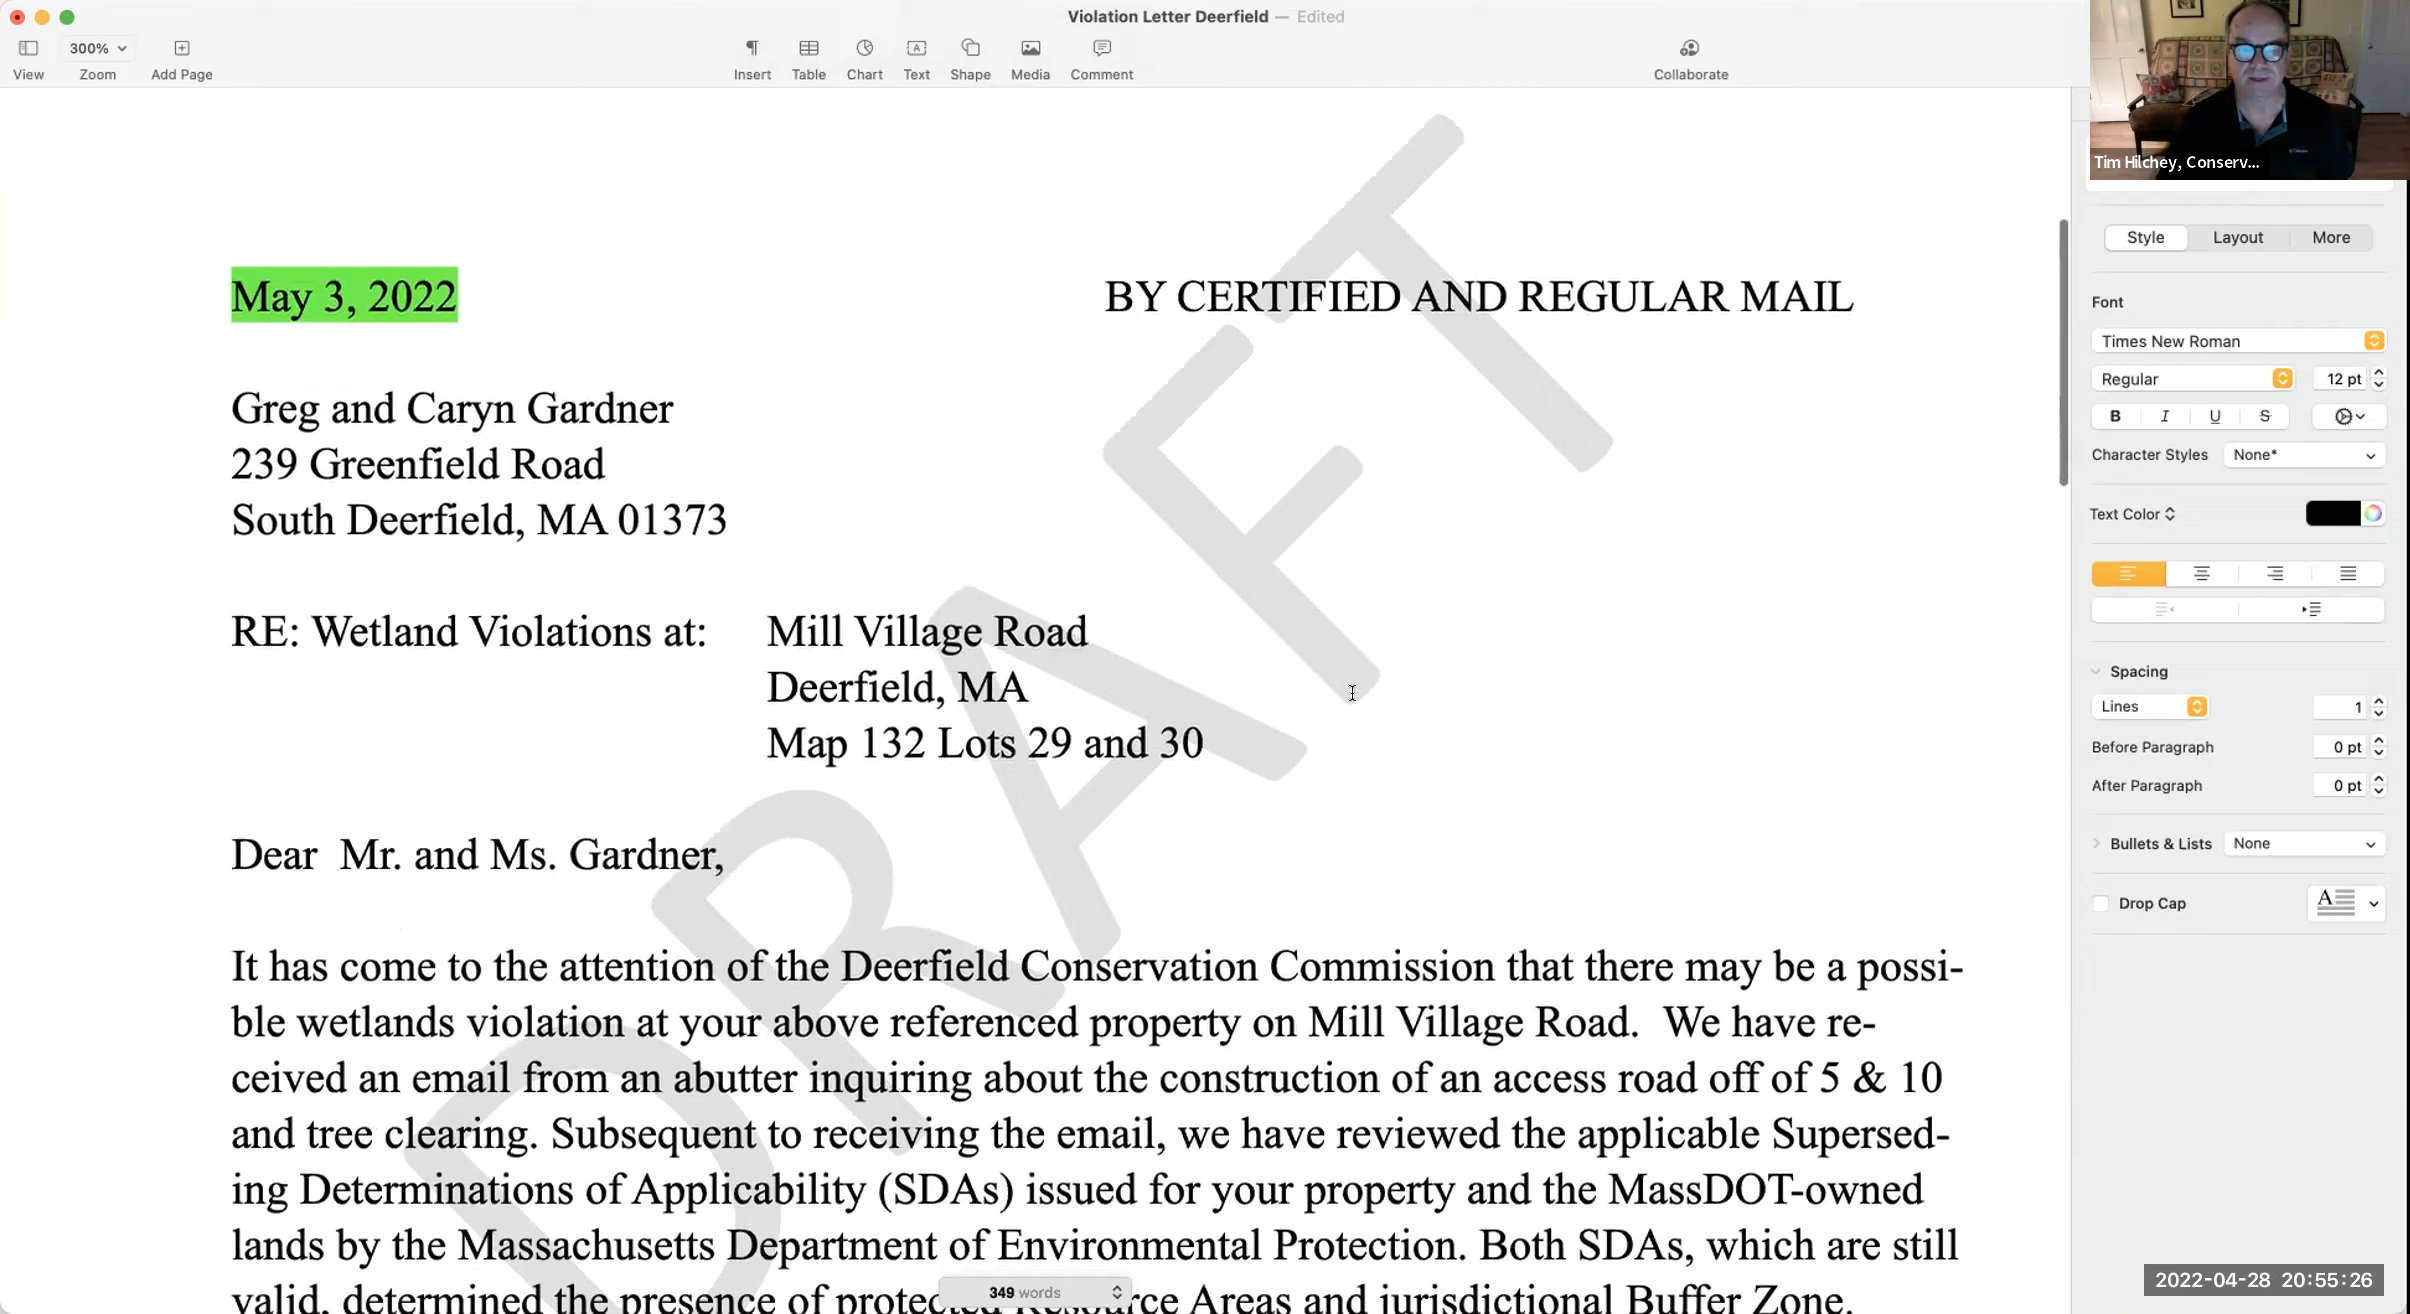 Violation Letter Deerfield — Edited
300%
View Zoom Add Page Insert Table Chart Text Shape Media Comment Collaborate
Tim Hilchey, Conserv...
May 3, 2022 BY CERTIFIED AND REGULAR MAIL
Greg and Caryn Gardner
239 Greenfield Road
South Deerfield, MA 01373
RE: Wetland Violations at: Mill Village Road
Deerfield, MA
Map 132 Lots 29 and 30
Dear  Mr. and Ms. Gardner,
It has come to the attention of the Deerfield Conservation Commission that there may be a possi-
ble wetlands violation at your above referenced property on Mill Village Road.  We have re-
ceived an email from an abutter inquiring about the construction of an access road off of 5 & 10
and tree clearing. Subsequent to receiving the email, we have reviewed the applicable Supersed-
ing Determinations of Applicability (SDAs) issued for your property and the MassDOT-owned
lands by the Massachusetts Department of Environmental Protection. Both SDAs, which are still
valid, determined the presence of protected Resource Areas and jurisdictional Buffer Zone.
DRAFT
349 words
Style Layout More
Font
Times New Roman
Regular 12 pt
B I U S
Character Styles None*
Text Color
Spacing
Lines 1
Before Paragraph 0 pt
After Paragraph 0 pt
Bullets & Lists None
Drop Cap A
2022-04-28 20:55:26